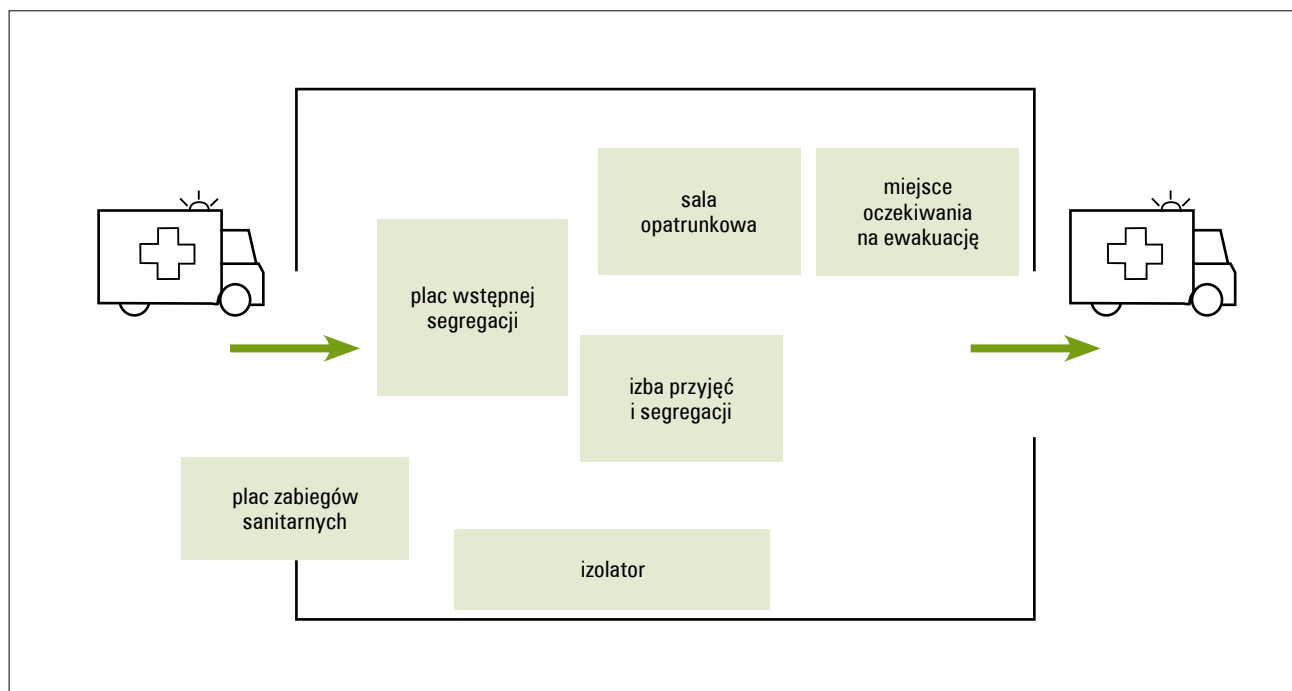 sala
opatrunkowa
miejsce
oczekiwania
na ewakuację
plac wstępnej
segregacji
izba przyjęć
i segregacji
plac zabiegów
sanitarnych
izolator